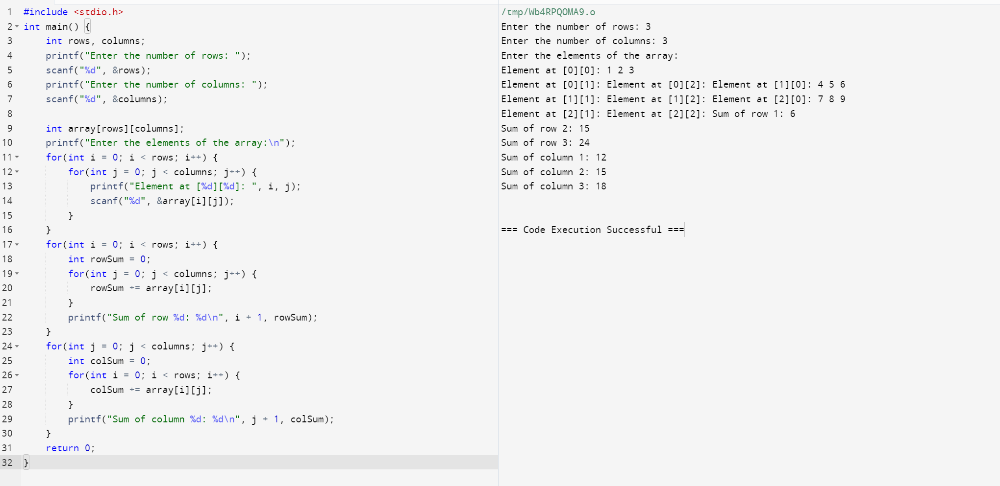 1 #include <stdio.h>
2 int main() {
3     int rows, columns;
4     printf("Enter the number of rows: ");
5     scanf("%d", &rows);
6     printf("Enter the number of columns: ");
7     scanf("%d", &columns);
8
9     int array[rows][columns];
10     printf("Enter the elements of the array:\n");
11     for(int i = 0; i < rows; i++) {
12         for(int j = 0; j < columns; j++) {
13             printf("Element at [%d][%d]: ", i, j);
14             scanf("%d", &array[i][j]);
15         }
16     }
17     for(int i = 0; i < rows; i++) {
18         int rowSum = 0;
19         for(int j = 0; j < columns; j++) {
20             rowSum += array[i][j];
21         }
22         printf("Sum of row %d: %d\n", i + 1, rowSum);
23     }
24     for(int j = 0; j < columns; j++) {
25         int colSum = 0;
26         for(int i = 0; i < rows; i++) {
27             colSum += array[i][j];
28         }
29         printf("Sum of column %d: %d\n", j + 1, colSum);
30     }
31     return 0;
32 }
/tmp/Wb4RPQOMA9.o
Enter the number of rows: 3
Enter the number of columns: 3
Enter the elements of the array:
Element at [0][0]: 1 2 3
Element at [0][1]: Element at [0][2]: Element at [1][0]: 4 5 6
Element at [1][1]: Element at [1][2]: Element at [2][0]: 7 8 9
Element at [2][1]: Element at [2][2]: Sum of row 1: 6
Sum of row 2: 15
Sum of row 3: 24
Sum of column 1: 12
Sum of column 2: 15
Sum of column 3: 18
=== Code Execution Successful ===